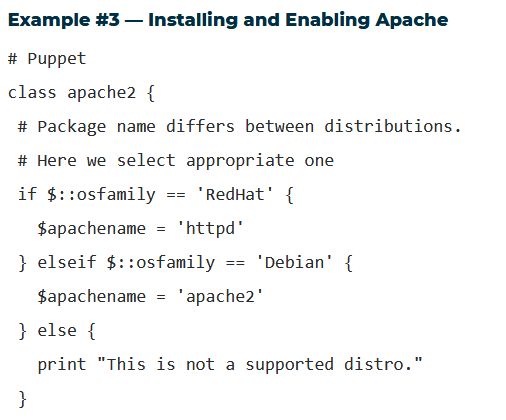 Example #3 — Installing and Enabling Apache
# Puppet
class apache2 {
 # Package name differs between distributions.
 # Here we select appropriate one
 if $::osfamily == 'RedHat' {
   $apachename = 'httpd'
 } elseif $::osfamily == 'Debian' {
   $apachename = 'apache2'
 } else {
   print "This is not a supported distro."
 }